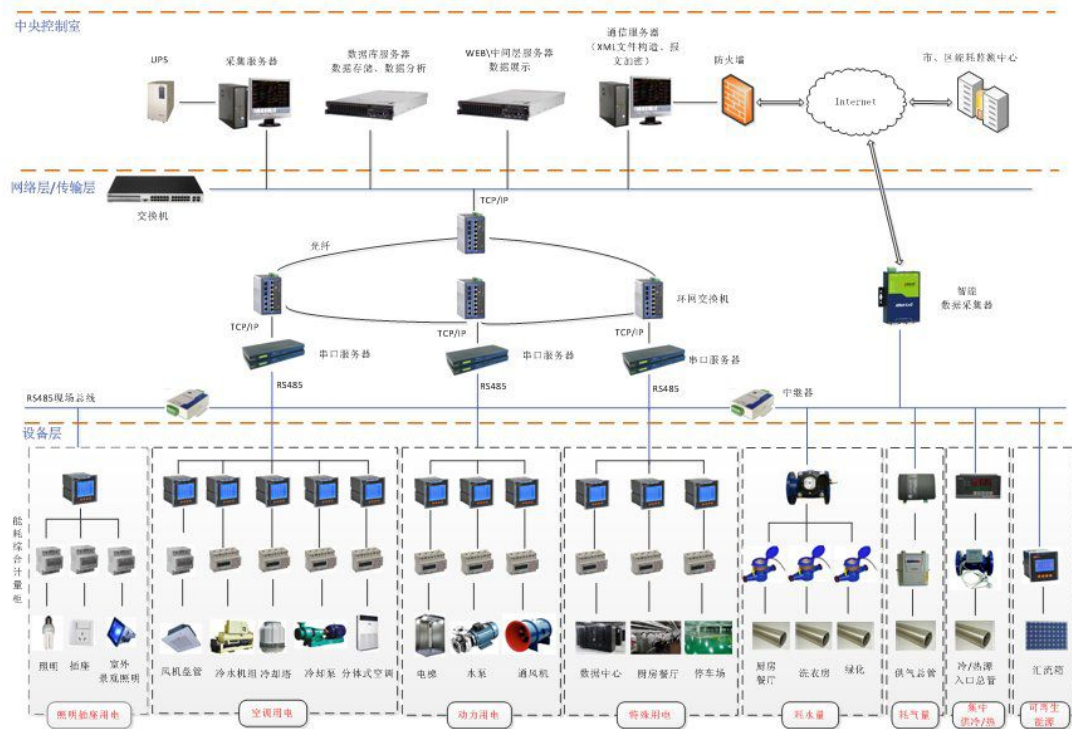 中央控制室
UPS
采集服务器
数据库服务器
数据存储、数据分析
WEB\中间层服务器
数据展示
通信服务器
(XML文件构造、报
文加密)
防火墙
Internet
市、区能耗监测中心
网络层/传输层
交换机
TCP/IP
光纤
环网交换机
智能
数据采集器
TCP/IP
TCP/IP
TCP/IP
串口服务器
串口服务器
串口服务器
RS485
RS485
RS485
RS485现场总线
中继器
设备层
能耗综合计量柜
照明
插座
室外
景观照明
风机盘管
冷水机组
冷却塔
冷却泵
分体式空调
电梯
水泵
通风机
数据中心
厨房餐厅
停车场
厨房
餐厅
洗衣房
绿化
供气总管
冷/热源
入口总管
汇流箱
照明插座用电
空调用电
动力用电
特殊用电
耗水量
耗气量
集中
供冷/热
可再生
能源